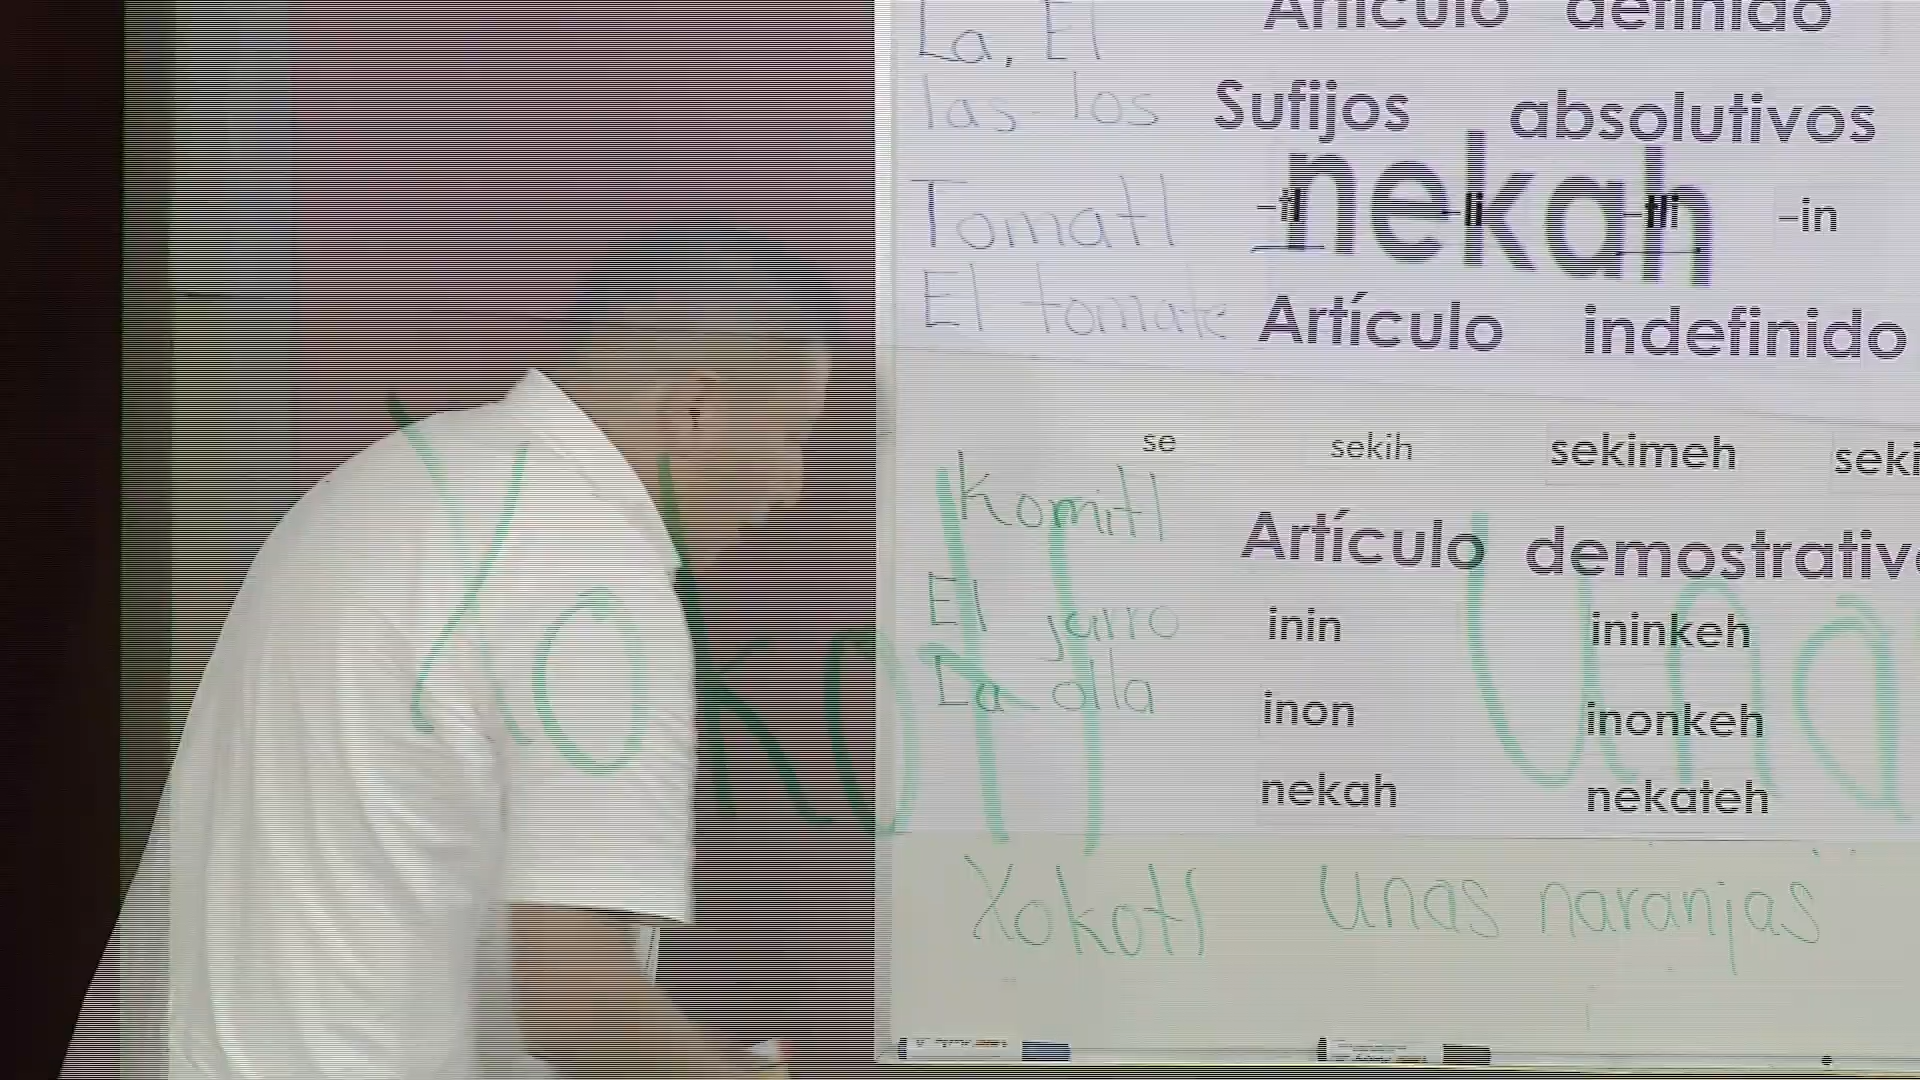 La, El Artículo definido
las-los Sufijos absolutivos
nekah
Tomatl -tl -li -tli -in
El tomate Artículo indefinido
se sekih sekimeh
Komitl
Artículo demostrativo
El jarro inin ininkeh
La olla inon inonkeh
nekah nekateh
Xokotl Una
Xokotl Unas naranjas